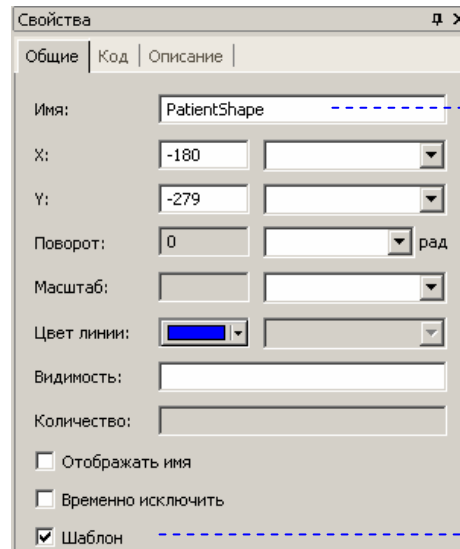 Свойства
Общие Код Описание
Имя: PatientShape
X: -180
Y: -279
Поворот: 0 рад
Масштаб:
Цвет линии:
Видимость:
Количество:
Отображать имя
Временно исключить
Шаблон